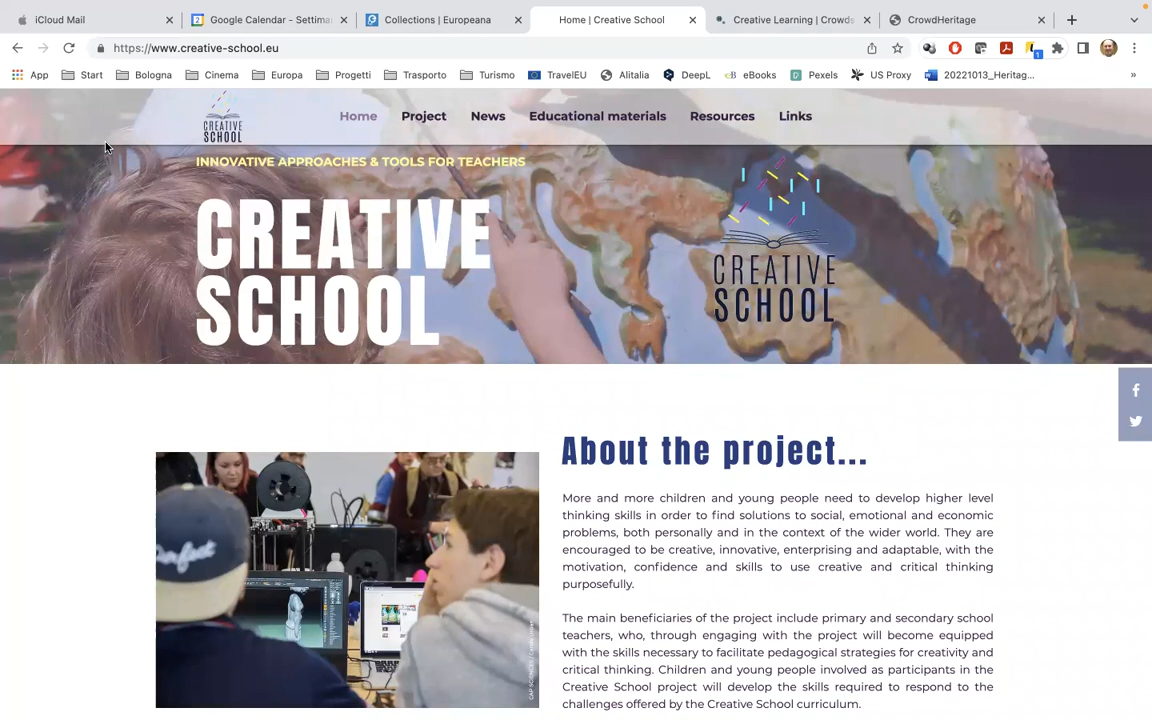 iCloud Mail
Google Calendar - Settima
Collections | Europeana
Home | Creative School
Creative Learning | Crowds
CrowdHeritage
https://www.creative-school.eu
1
App
Start
Bologna
Cinema
Europa
Progetti
Trasporto
Turismo
TravelEU
Alitalia
DeepL
eBooks
Pexels
US Proxy
20221013_Heritag...
»
CREATIVE
SCHOOL
Home
Project
News
Educational materials
Resources
Links
INNOVATIVE APPROACHES & TOOLS FOR TEACHERS
CREATIVE
SCHOOL
CREATIVE
SCHOOL
About the project...
More and more children and young people need to develop higher level
thinking skills in order to find solutions to social, emotional and economic
problems, both personally and in the context of the wider world. They are
encouraged to be creative, innovative, enterprising and adaptable, with the
motivation, confidence and skills to use creative and critical thinking
purposefully.
The main beneficiaries of the project include primary and secondary school
teachers, who, through engaging with the project will become equipped
with the skills necessary to facilitate pedagogical strategies for creativity and
critical thinking. Children and young people involved as participants in the
Creative School project will develop the skills required to respond to the
challenges offered by the Creative School curriculum.